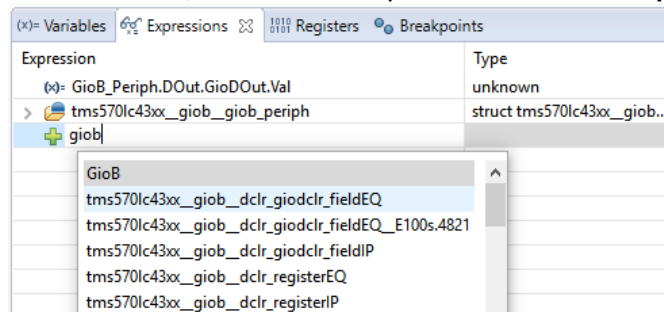 (x)= Variables Expressions Registers Breakpoints
Expression Type
(x)= GioB_Periph.DOut.GioDOut.Val unknown
> tms570lc43xx__giob__giob_periph struct tms570lc43xx__giob...
giob
GioB
tms570lc43xx__giob__dclr_giodclr_fieldEQ
tms570lc43xx__giob__dclr_giodclr_fieldEQ__E100s.4821
tms570lc43xx__giob__dclr_giodclr_fieldIP
tms570lc43xx__giob__dclr_registerEQ
tms570lc43xx__giob__dclr_registerIP